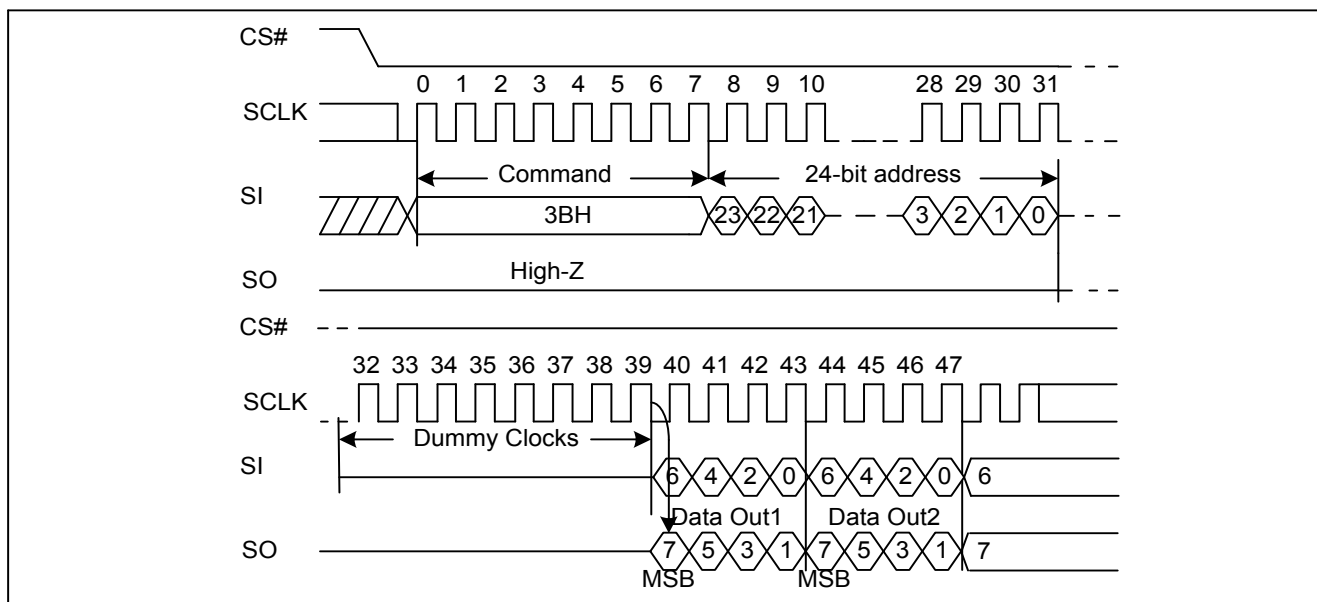 CS#
0 1 2 3 4 5 6 7 8 9 10 28 29 30 31
SCLK
Command 24-bit address
SI
3BH 23 22 21 3 2 1 0
High-Z
SO
CS#
32 33 34 35 36 37 38 39 40 41 42 43 44 45 46 47
SCLK
Dummy Clocks
SI
6 4 2 0 6 4 2 0 6
Data Out1 Data Out2
SO
7 5 3 1 7 5 3 1 7
MSB MSB